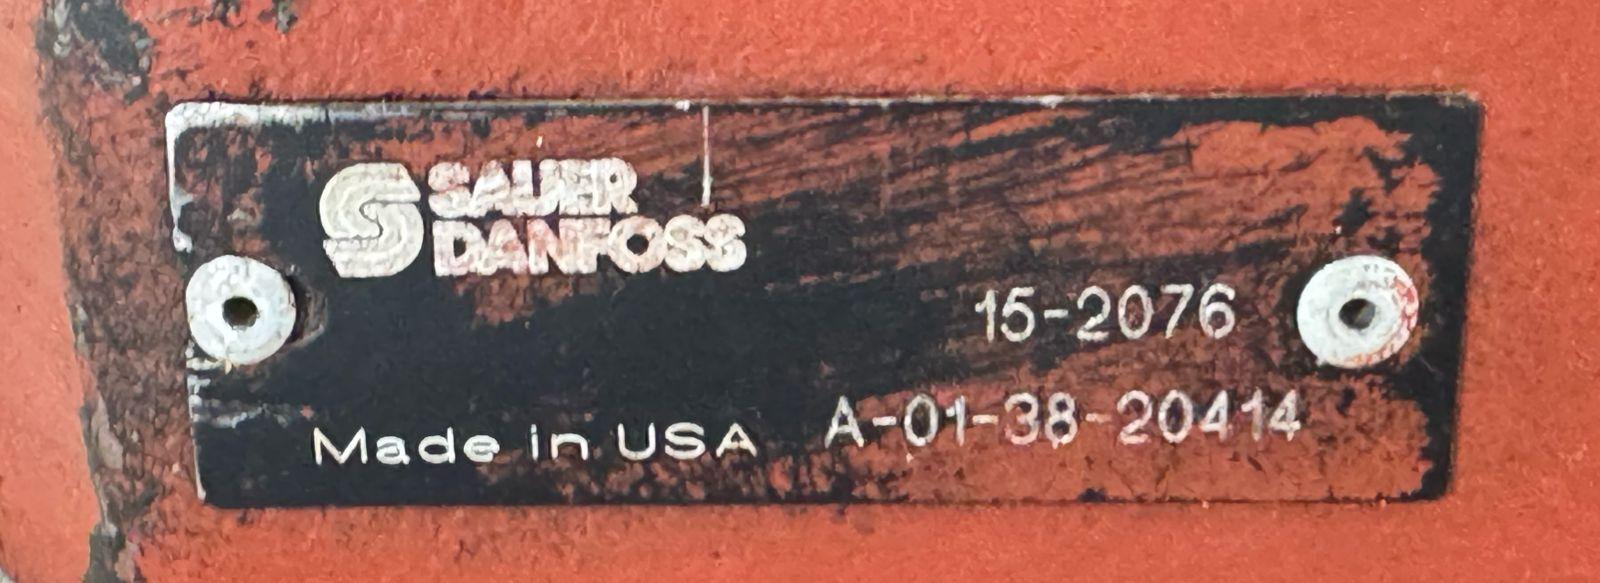 SAUER
DANFOSS
15-2076
Made in USA A-01-38-20414